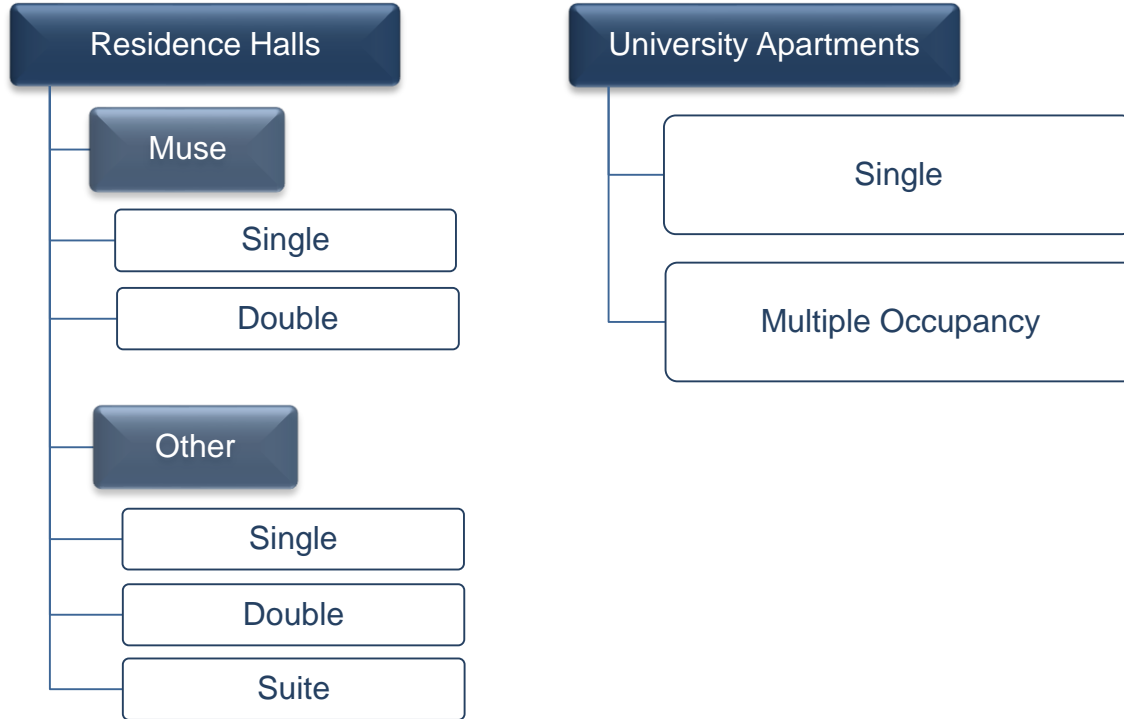 Residence Halls
Muse
Single
Double
Other
Single
Double
Suite
University Apartments
Single
Multiple Occupancy